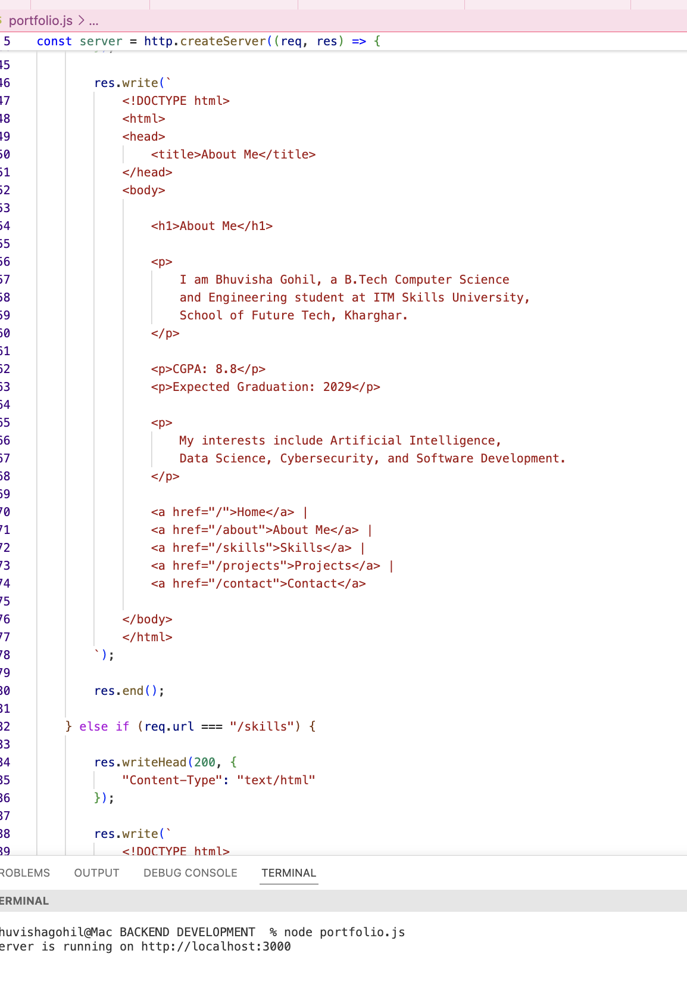 portfolio.js > ...
5 const server = http.createServer((req, res) => {
45
46 res.write(`
47 <!DOCTYPE html>
48 <html>
49 <head>
50 <title>About Me</title>
51 </head>
52 <body>
53
54 <h1>About Me</h1>
55
56 <p>
57 I am Bhuvisha Gohil, a B.Tech Computer Science
58 and Engineering student at ITM Skills University,
59 School of Future Tech, Kharghar.
60 </p>
61
62 <p>CGPA: 8.8</p>
63 <p>Expected Graduation: 2029</p>
64
65 <p>
66 My interests include Artificial Intelligence,
67 Data Science, Cybersecurity, and Software Development.
68 </p>
69
70 <a href="/">Home</a> |
71 <a href="/about">About Me</a> |
72 <a href="/skills">Skills</a> |
73 <a href="/projects">Projects</a> |
74 <a href="/contact">Contact</a>
75
76 </body>
77 </html>
78 `);
79
80 res.end();
81
82 } else if (req.url === "/skills") {
83
84 res.writeHead(200, {
85 "Content-Type": "text/html"
86 });
87
88 res.write(`
89 <!DOCTYPE html>
ROBLEMS OUTPUT DEBUG CONSOLE TERMINAL
ERMINAL
huvishagohil@Mac BACKEND DEVELOPMENT % node portfolio.js
erver is running on http://localhost:3000